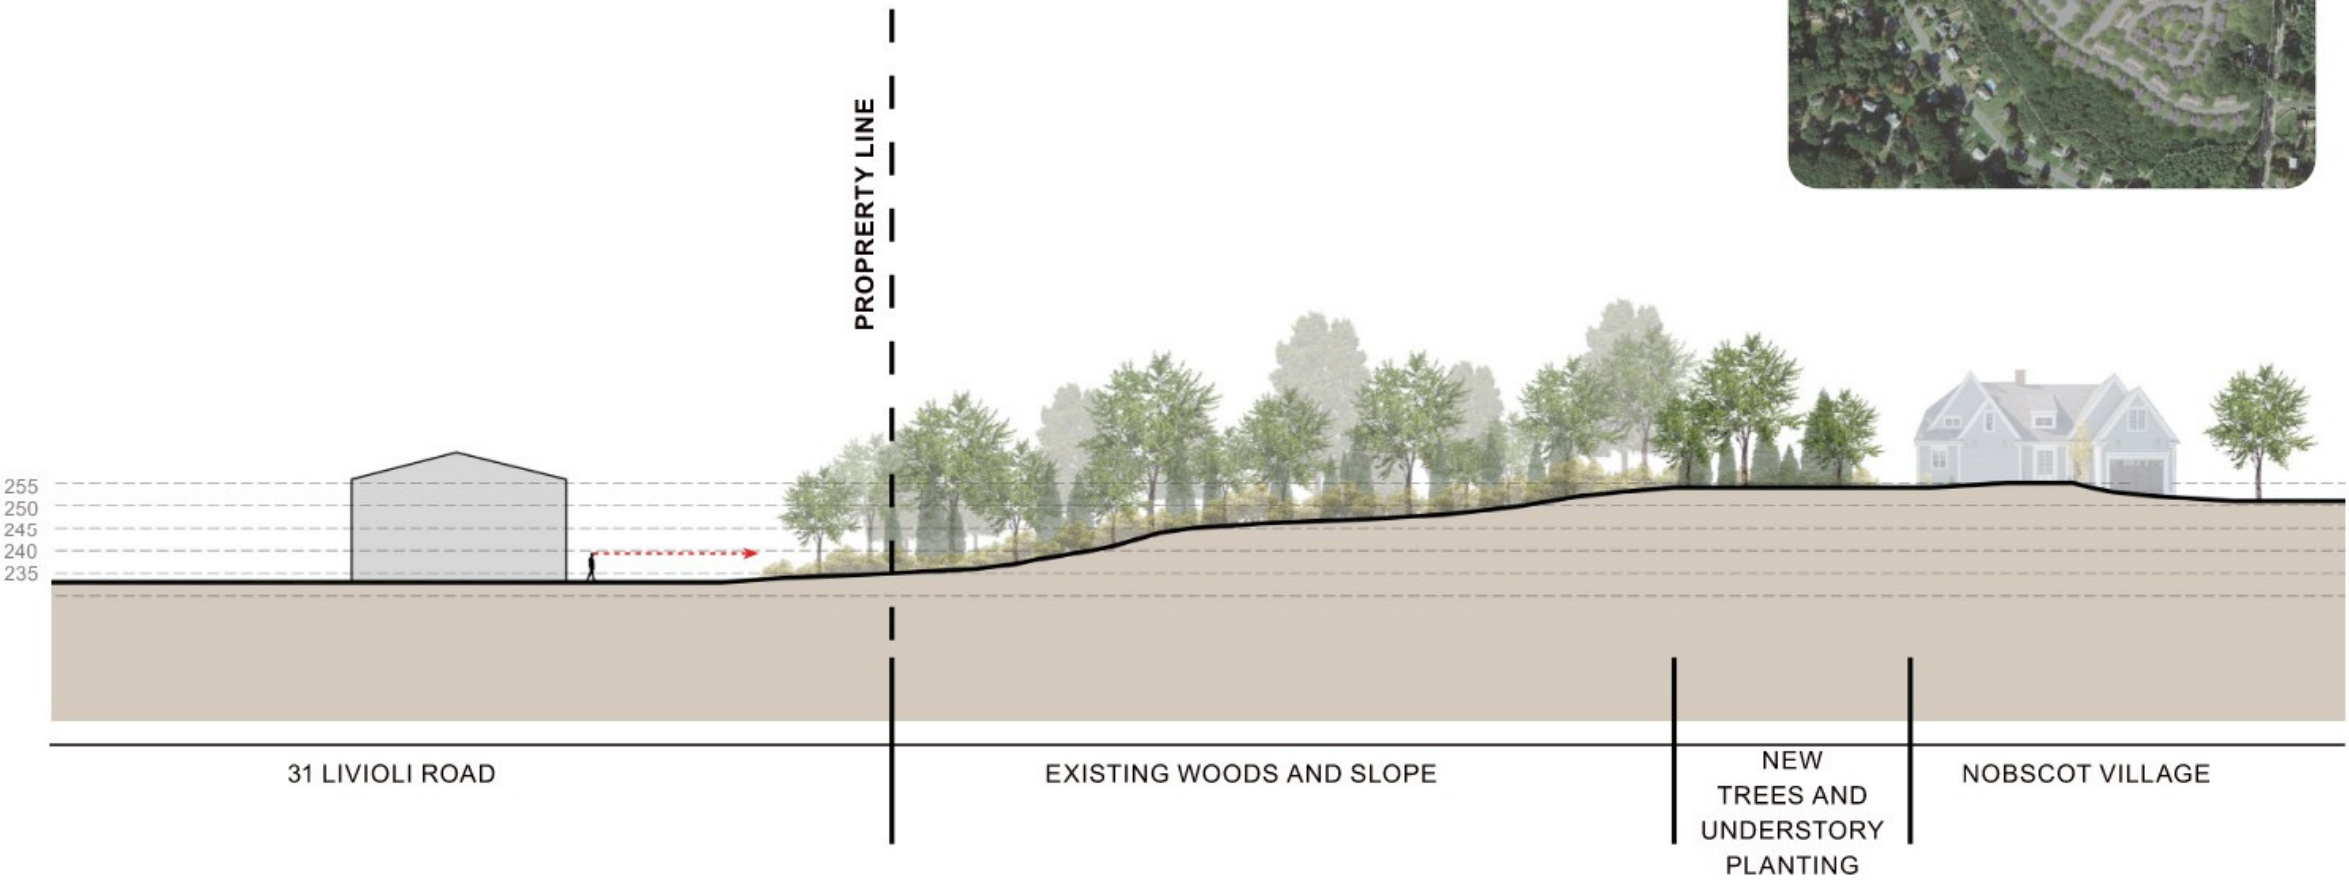 PROPRERTY LINE
255
250
245
240
235
31 LIVIOLI ROAD
EXISTING WOODS AND SLOPE
NEW
TREES AND
UNDERSTORY
PLANTING
NOBSCOT VILLAGE